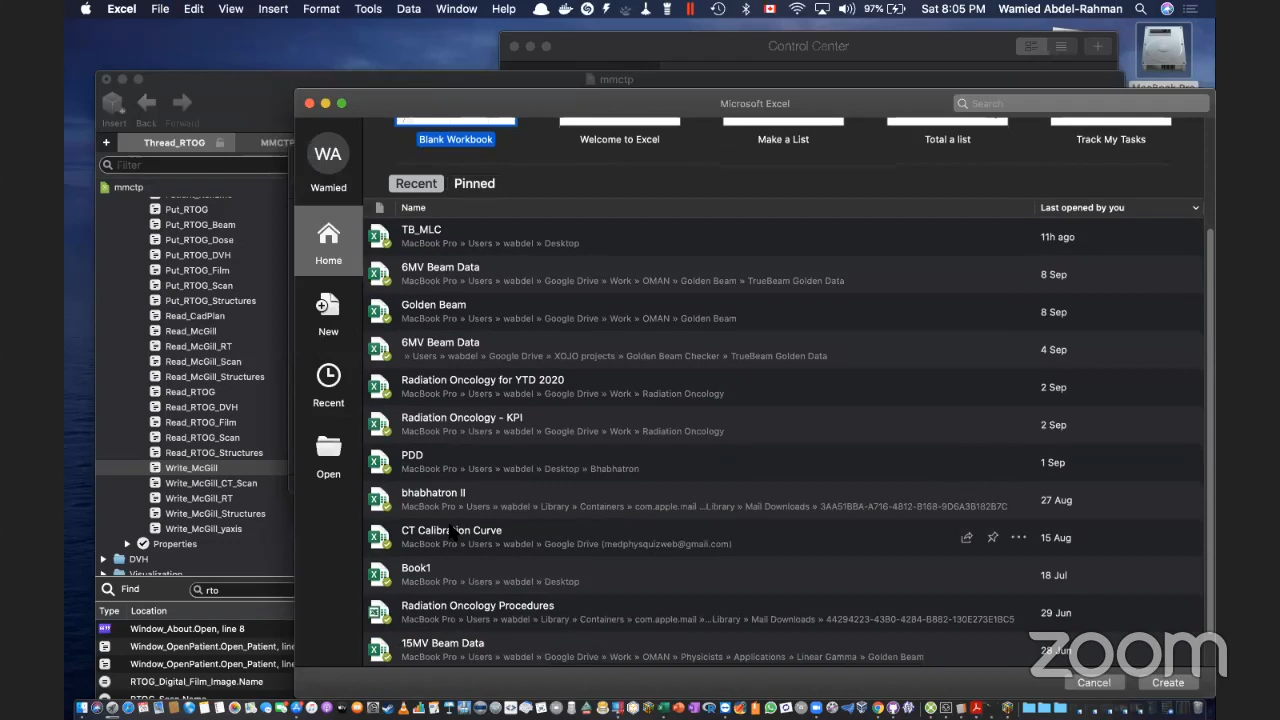 Excel File Edit View Insert Format Tools Data Window Help 97% Sat 8:05 PM Wamied Abdel-Rahman
Control Center
mmctp
Insert Back Forward
Microsoft Excel
Search
Thread_RTOG MMCTP
Filter
mmctp
Put_RTOG
Put_RTOG_Beam
Put_RTOG_Dose
Put_RTOG_DVH
Put_RTOG_Film
Put_RTOG_Scan
Put_RTOG_Structures
Read_CadPlan
Read_McGill
Read_McGill_RT
Read_McGill_Scan
Read_McGill_Structures
Read_RTOG
Read_RTOG_DVH
Read_RTOG_Film
Read_RTOG_Scan
Read_RTOG_Structures
Write_McGill
Write_McGill_CT_Scan
Write_McGill_RT
Write_McGill_Structures
Write_McGill_yaxis
Properties
DVH
Visualization
Find rto
Type Location
Window_About.Open, line 8
Window_OpenPatient.Open_Patient, line
Window_OpenPatient.Open_Patient, line
RTOG_Digital_Film_Image.Name
RTOG_Scan.Name
WA
Wamied
Home
New
Recent
Open
Blank Workbook
Welcome to Excel
Make a List
Total a list
Track My Tasks
Recent Pinned
Name Last opened by you
TB_MLC
MacBook Pro » Users » wabdel » Desktop
11h ago
6MV Beam Data
MacBook Pro » Users » wabdel » Google Drive » Work » OMAN » Golden Beam » TrueBeam Golden Data
8 Sep
Golden Beam
MacBook Pro » Users » wabdel » Google Drive » Work » OMAN » Golden Beam
8 Sep
6MV Beam Data
» Users » wabdel » Google Drive » XOJO projects » Golden Beam Checker » TrueBeam Golden Data
4 Sep
Radiation Oncology for YTD 2020
MacBook Pro » Users » wabdel » Google Drive » Work » Radiation Oncology
2 Sep
Radiation Oncology - KPI
MacBook Pro » Users » wabdel » Google Drive » Work » Radiation Oncology
2 Sep
PDD
MacBook Pro » Users » wabdel » Desktop » Bhabhatron
1 Sep
bhabhatron II
MacBook Pro » Users » wabdel » Library » Containers » com.apple.mail ...Library » Mail Downloads » 3AA51BBA-A716-4812-8168-9D6A3B182B7C
27 Aug
CT Calibration Curve
MacBook Pro » Users » wabdel » Google Drive (medphysquizweb@gmail.com)
15 Aug
Book1
MacBook Pro » Users » wabdel » Desktop
18 Jul
Radiation Oncology Procedures
MacBook Pro » Users » wabdel » Library » Containers » com.apple.mail »...Library » Mail Downloads » 44294223-43B0-4284-B882-130E273E1BC5
29 Jun
15MV Beam Data
MacBook Pro » Users » wabdel » Google Drive » Work » OMAN » Physicists » Applications » Linear Gamma » Golden Beam
28 Jun
Cancel Create
zoom